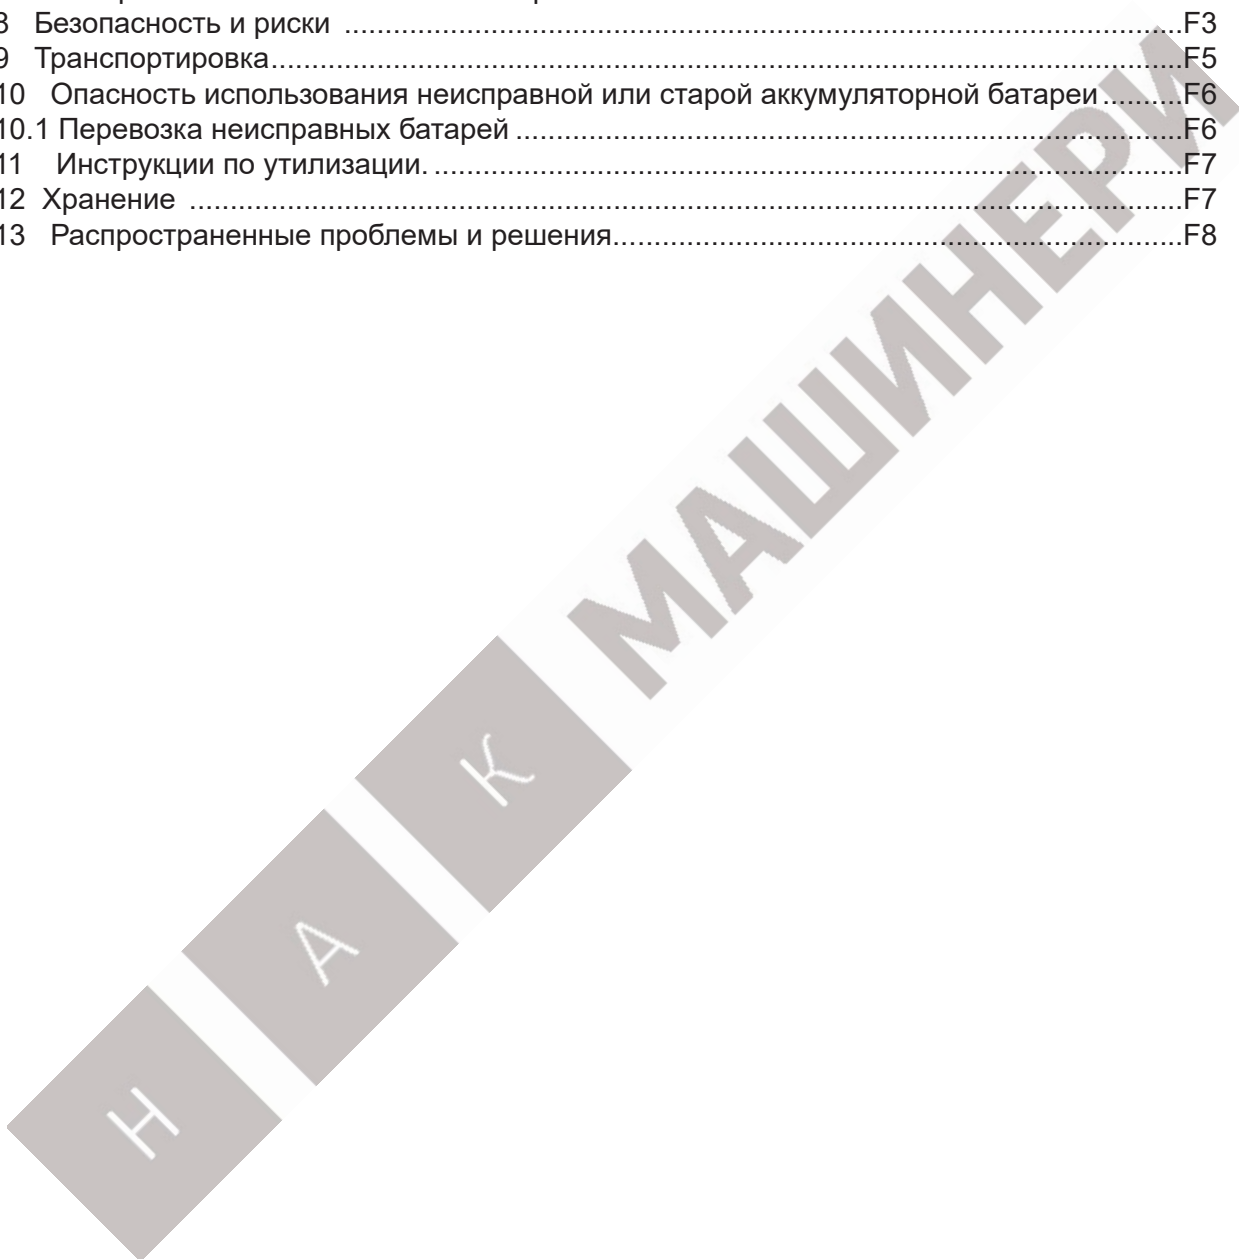 8 Безопасность и риски ........................................................................................................F3
9 Транспортировка.................................................................................................................F5
10 Опасность использования неисправной или старой аккумуляторной батареи..........F6
10.1 Перевозка неисправных батарей ..................................................................................F6
11 Инструкции по утилизации. .............................................................................................F7
12 Хранение ...........................................................................................................................F7
13 Распространенные проблемы и решения......................................................................F8
Н А К МАШИНЕРИ